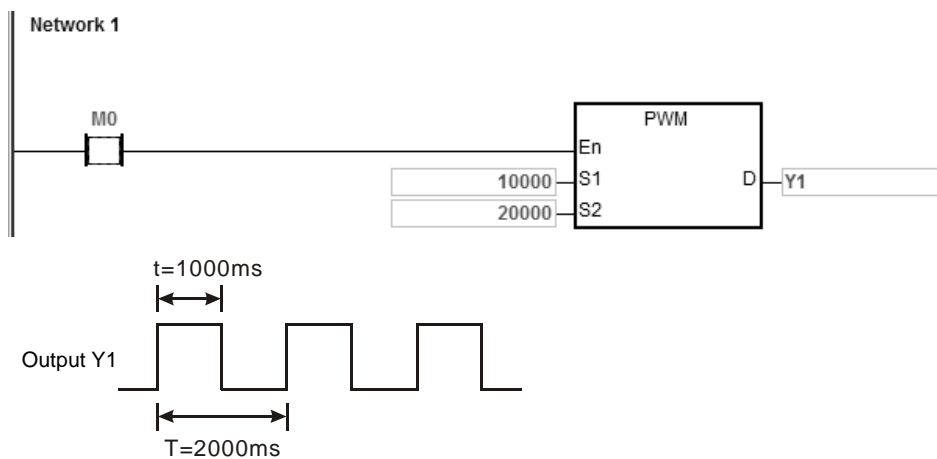 Network 1
M0
PWM
En
10000 S1 D Y1
20000 S2
t=1000ms
Output Y1
T=2000ms